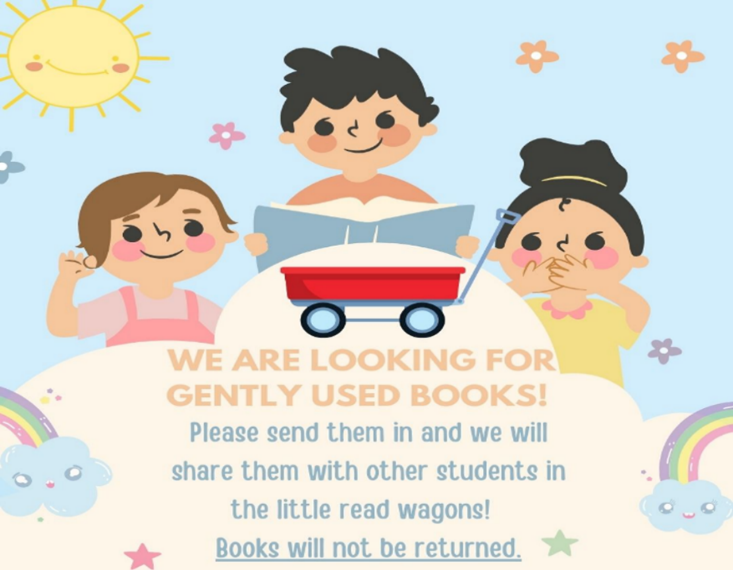 WE ARE LOOKING FOR
GENTLY USED BOOKS!
Please send them in and we will
share them with other students in
the little read wagons!
Books will not be returned.